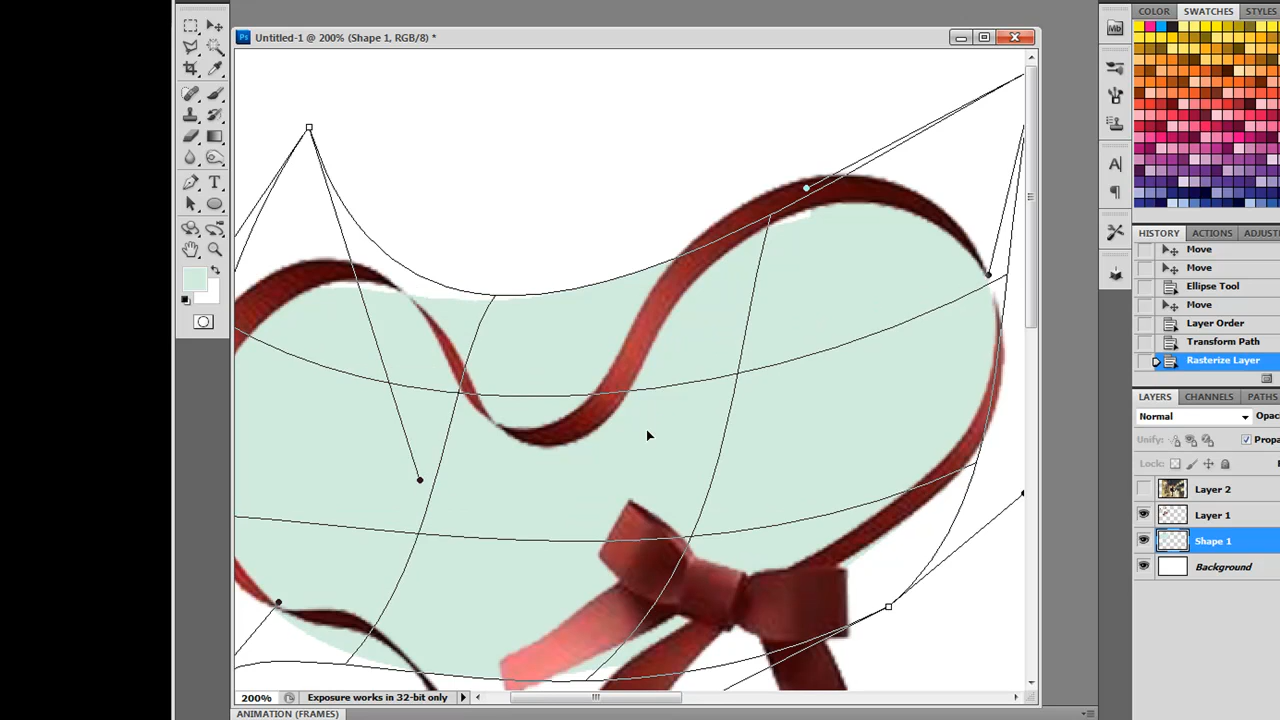 COLOR SWATCHES STYLES
Untitled-1 @ 200% (Shape 1, RGB/8) *
HISTORY ACTIONS ADJUST
Move
Move
Ellipse Tool
Move
Layer Order
Transform Path
Rasterize Layer
LAYERS CHANNELS PATHS
Normal Opac
Unify: Propa
Lock: F
Layer 2
Layer 1
Shape 1
Background
200% Exposure works in 32-bit only
ANIMATION (FRAMES)